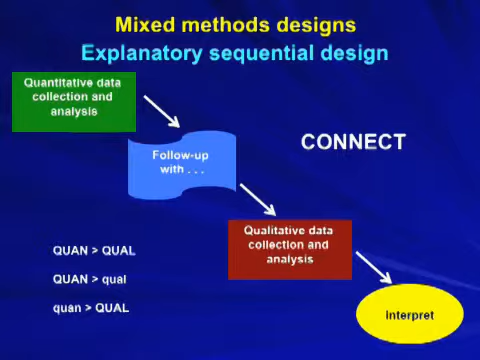 Mixed methods designs
Explanatory sequential design
Quantitative data
collection and
analysis
Follow-up
with . . .
CONNECT
Qualitative data
collection and
analysis
QUAN > QUAL
QUAN > qual
quan > QUAL
Interpret